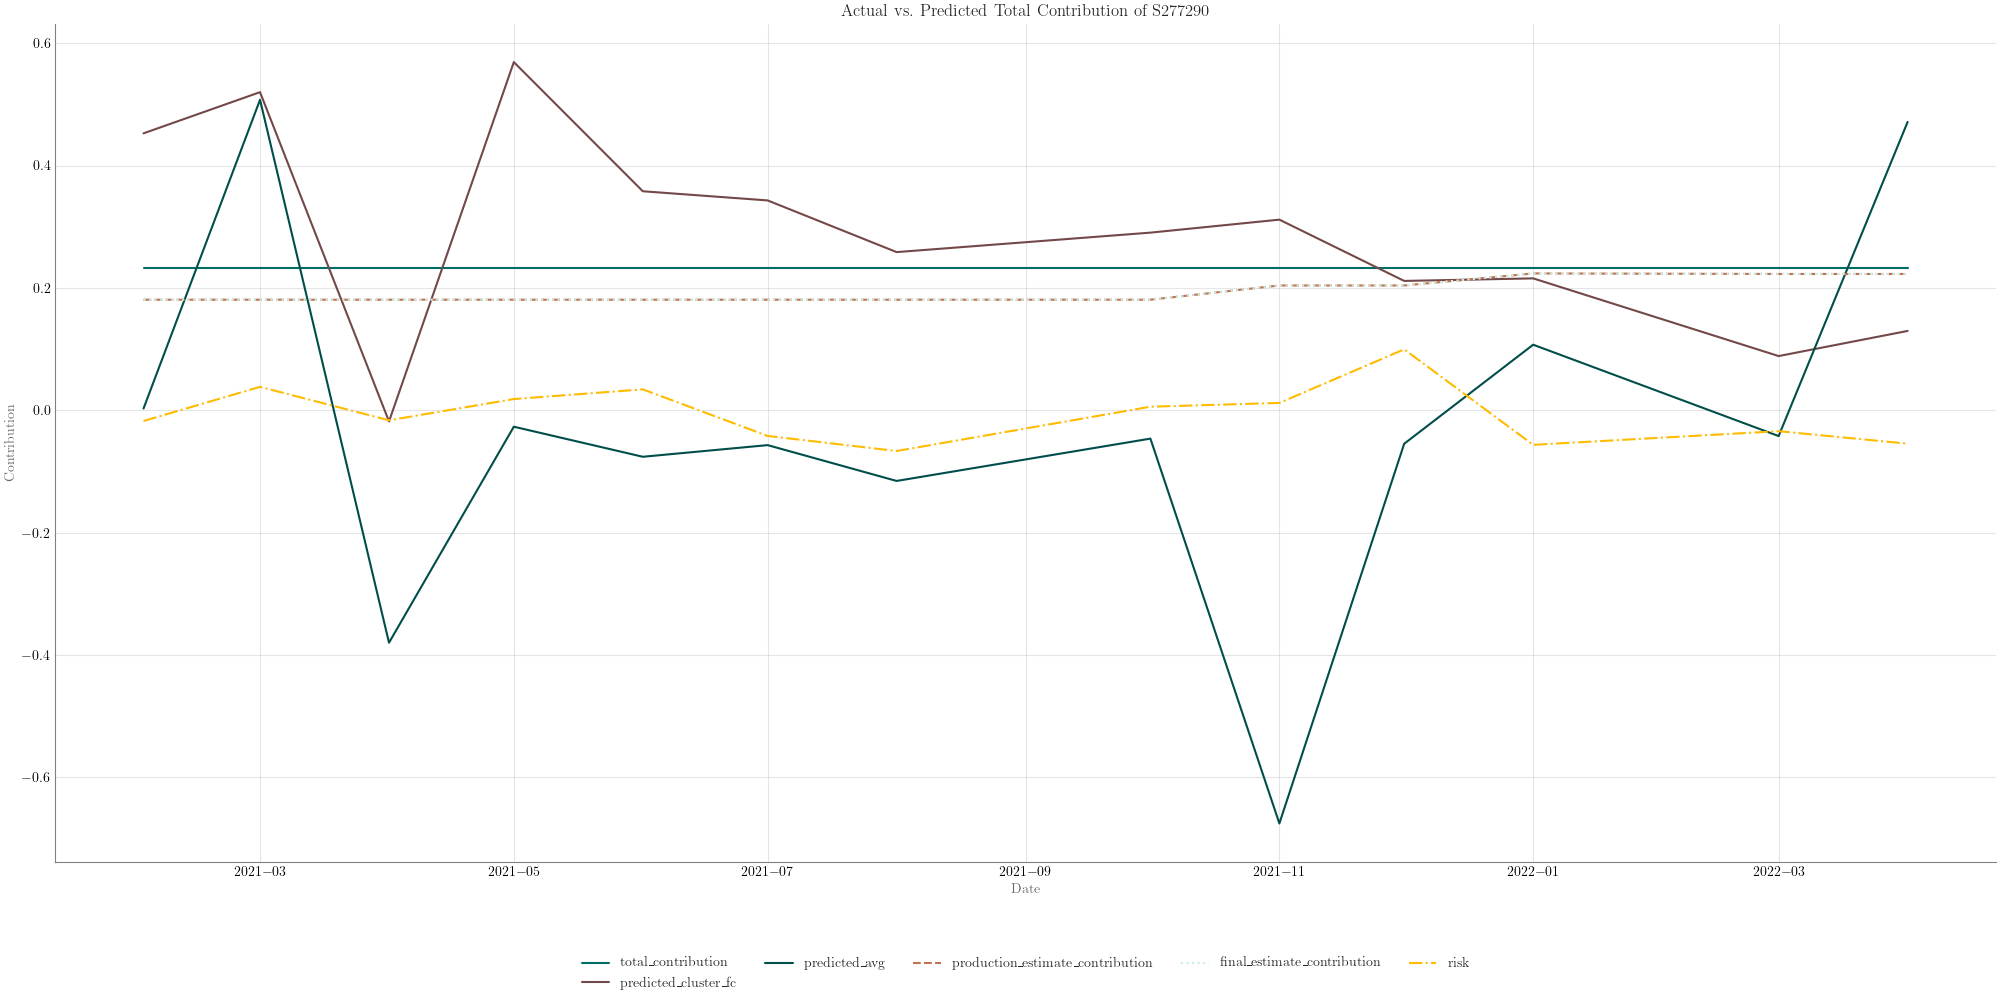 Actual vs. Predicted Total Contribution of S277290
0.6
0.4
0.2
0.0
−0.2
−0.4
−0.6
Contribution
2021−03 2021−05 2021−07 2021−09 2021−11 2022−01 2022−03
Date
total_contribution predicted_avg production_estimate_contribution final_estimate_contribution risk
predicted_cluster_fc